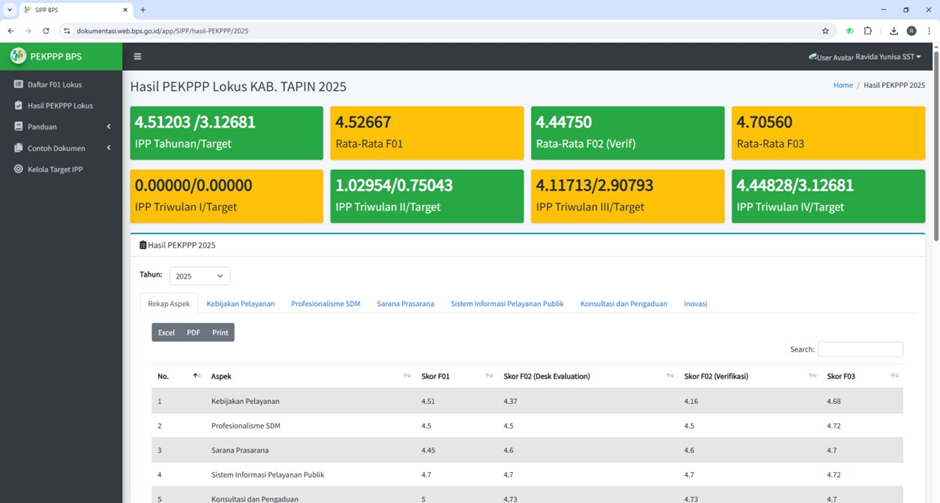 SIPP BPS
dokumentasi.web.bps.go.id/app/SIPP/hasil-PEKPPP/2025
R
PEKPPP BPS
User Avatar Ravida Yunisa SST
Daftar F01 Lokus
Hasil PEKPPP Lokus
Panduan
Contoh Dokumen
Kelola Target IPP
Hasil PEKPPP Lokus KAB. TAPIN 2025
Home / Hasil PEKPPP 2025
4.51203 /3.12681
IPP Tahunan/Target
4.52667
Rata-Rata F01
4.44750
Rata-Rata F02 (Verif)
4.70560
Rata-Rata F03
0.00000/0.00000
IPP Triwulan I/Target
1.02954/0.75043
IPP Triwulan II/Target
4.11713/2.90793
IPP Triwulan III/Target
4.44828/3.12681
IPP Triwulan IV/Target
Hasil PEKPPP 2025
Tahun: 2025
Rekap Aspek Kebijakan Pelayanan Profesionalisme SDM Sarana Prasarana Sistem Informasi Pelayanan Publik Konsultasi dan Pengaduan Inovasi
Excel PDF Print
Search:
No. Aspek Skor F01 Skor F02 (Desk Evaluation) Skor F02 (Verifikasi) Skor F03
1 Kebijakan Pelayanan 4.51 4.37 4.16 4.68
2 Profesionalisme SDM 4.5 4.5 4.5 4.72
3 Sarana Prasarana 4.45 4.6 4.6 4.7
4 Sistem Informasi Pelayanan Publik 4.7 4.7 4.7 4.72
5 Konsultasi dan Pengaduan 5 4.73 4.73 4.7